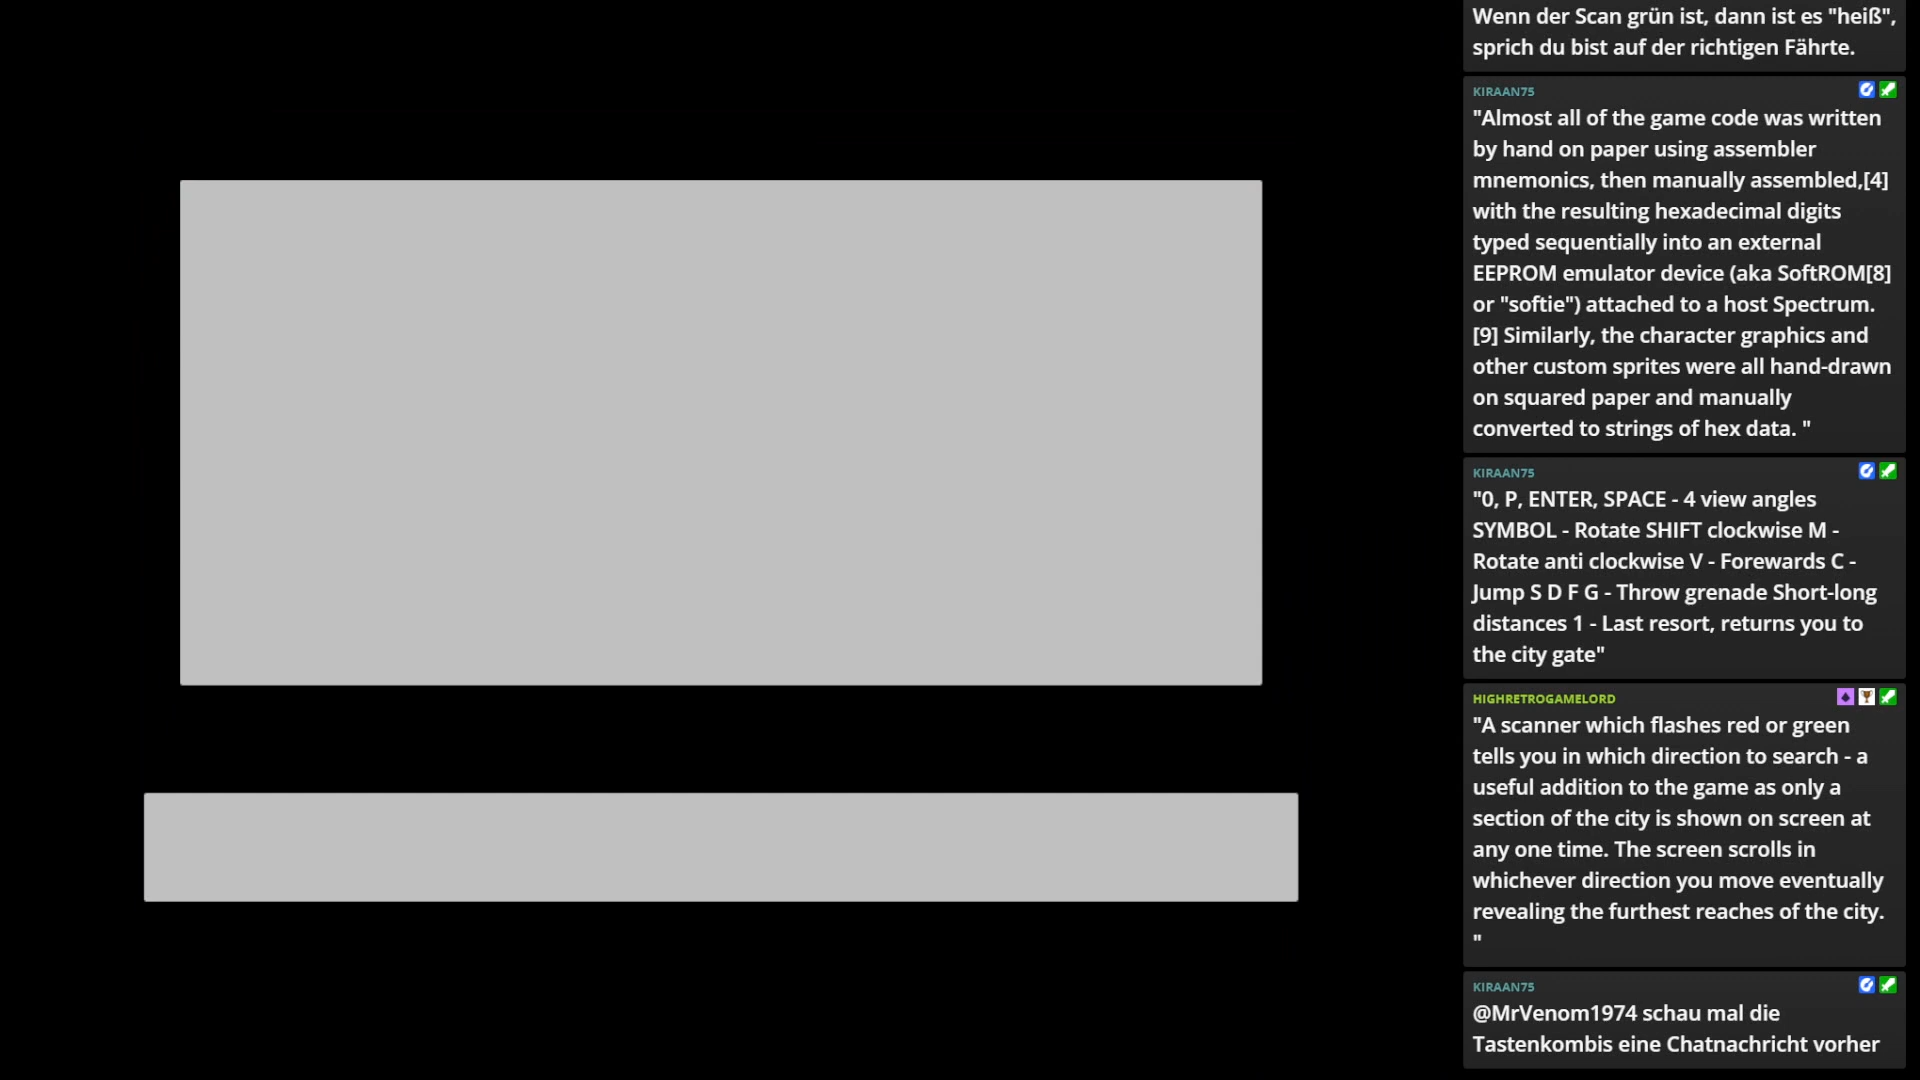 Wenn der Scan grün ist, dann ist es "heiß",
sprich du bist auf der richtigen Fährte.
KIRAAN75
"Almost all of the game code was written
by hand on paper using assembler
mnemonics, then manually assembled,[4]
with the resulting hexadecimal digits
typed sequentially into an external
EEPROM emulator device (aka SoftROM[8]
or "softie") attached to a host Spectrum.
[9] Similarly, the character graphics and
other custom sprites were all hand-drawn
on squared paper and manually
converted to strings of hex data. "
KIRAAN75
"0, P, ENTER, SPACE - 4 view angles
SYMBOL - Rotate SHIFT clockwise M -
Rotate anti clockwise V - Forewards C -
Jump S D F G - Throw grenade Short-long
distances 1 - Last resort, returns you to
the city gate"
HIGHRETROGAMELORD
"A scanner which flashes red or green
tells you in which direction to search - a
useful addition to the game as only a
section of the city is shown on screen at
any one time. The screen scrolls in
whichever direction you move eventually
revealing the furthest reaches of the city.
"
KIRAAN75
@MrVenom1974 schau mal die
Tastenkombis eine Chatnachricht vorher